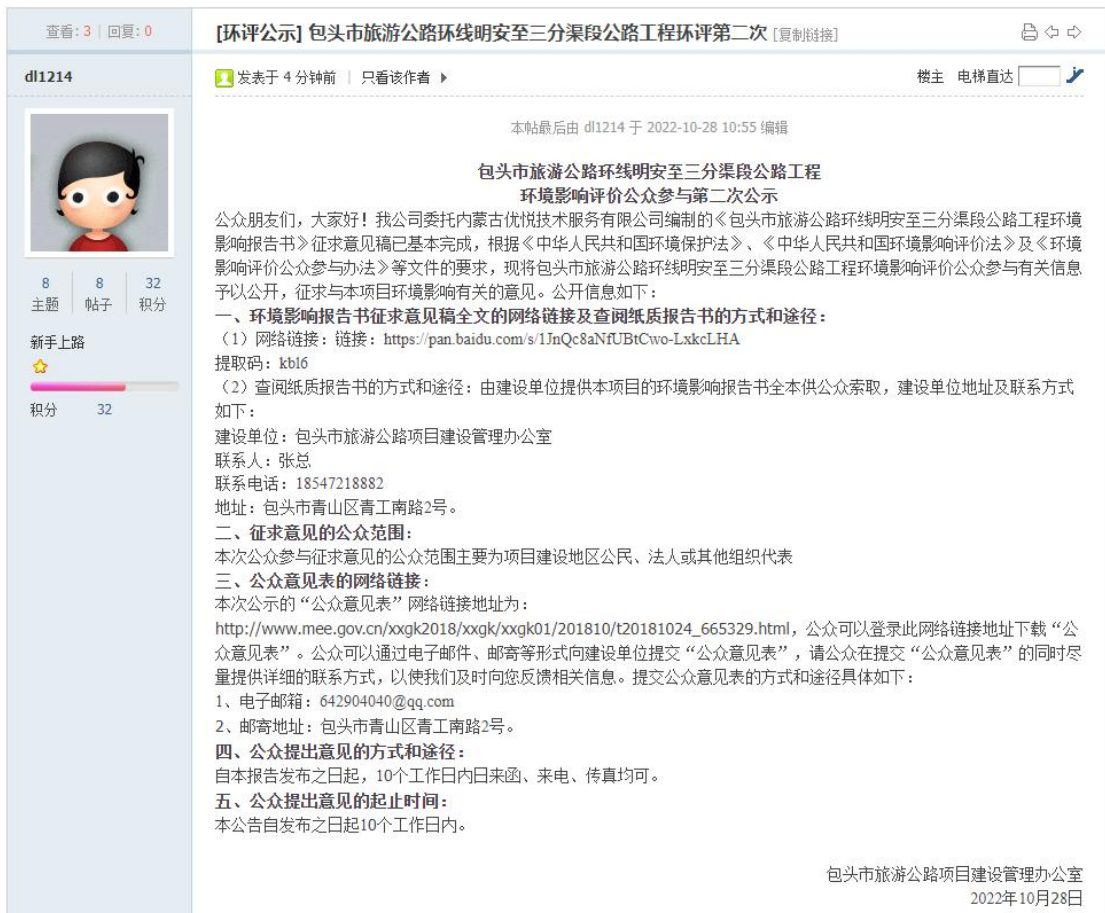 查看: 3 | 回复: 0
[环评公示] 包头市旅游公路环线明安至三分渠段公路工程环评第二次 [复制链接]
dl1214
发表于 4 分钟前 | 只看该作者
楼主 电梯直达
本帖最后由 dl1214 于 2022-10-28 10:55 编辑
包头市旅游公路环线明安至三分渠段公路工程
环境影响评价公众参与第二次公示
公众朋友们，大家好！我公司委托内蒙古优悦技术服务有限公司编制的《包头市旅游公路环线明安至三分渠段公路工程环境
影响报告书》征求意见稿已基本完成，根据《中华人民共和国环境保护法》、《中华人民共和国环境影响评价法》及《环境
影响评价公众参与办法》等文件的要求，现将包头市旅游公路环线明安至三分渠段公路工程环境影响评价公众参与有关信息
予以公开，征求与本项目环境影响有关的意见。公开信息如下：
一、环境影响报告书征求意见稿全文的网络链接及查阅纸质报告书的方式和途径：
（1）网络链接：链接：https://pan.baidu.com/s/1JnQc8aNfUBtCwo-LxkcLHA
提取码：kbl6
（2）查阅纸质报告书的方式和途径：由建设单位提供本项目的环境影响报告书全本供公众索取，建设单位地址及联系方式
如下：
建设单位：包头市旅游公路项目建设管理办公室
联系人：张总
联系电话：18547218882
地址：包头市青山区青工南路2号。
二、征求意见的公众范围：
本次公众参与征求意见的公众范围主要为项目建设地区公民、法人或其他组织代表
三、公众意见表的网络链接：
本次公示的“公众意见表”网络链接地址为：
http://www.mee.gov.cn/xxgk2018/xxgk/xxgk01/201810/t20181024_665329.html，公众可以登录此网络链接地址下载“公
众意见表”。公众可以通过电子邮件、邮寄等形式向建设单位提交“公众意见表”，请公众在提交“公众意见表”的同时尽
量提供详细的联系方式，以使我们及时向您反馈相关信息。提交公众意见表的方式和途径具体如下：
1、电子邮箱：642904040@qq.com
2、邮寄地址：包头市青山区青工南路2号。
四、公众提出意见的方式和途径：
自本报告发布之日起，10个工作日内日来函、来电、传真均可。
五、公众提出意见的起止时间：
本公告自发布之日起10个工作日内。
包头市旅游公路项目建设管理办公室
2022年10月28日
8 8 32
主题 帖子 积分
新手上路
积分 32